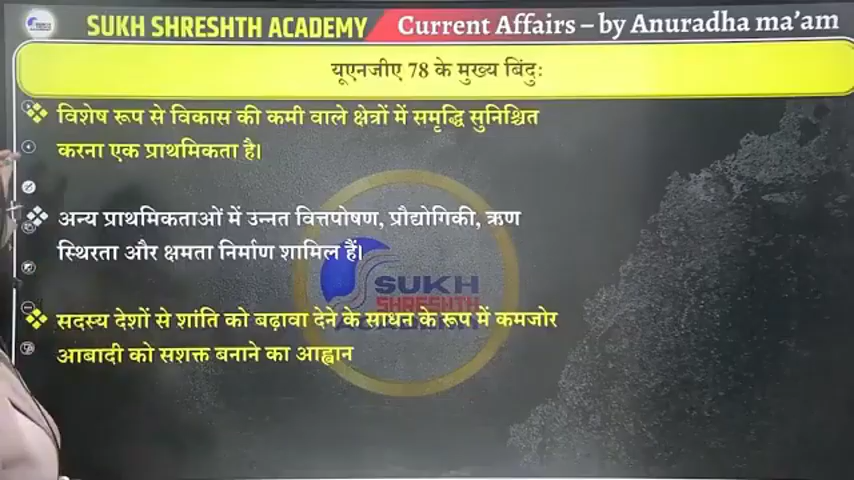 SUKH SHRESHTH ACADEMY Current Affairs – by Anuradha ma'am
यूएनजीए 78 के मुख्य बिंदु:
विशेष रूप से विकास की कमी वाले क्षेत्रों में समृद्धि सुनिश्चित
करना एक प्राथमिकता है।
अन्य प्राथमिकताओं में उन्नत वित्तपोषण, प्रौद्योगिकी, ऋण
स्थिरता और क्षमता निर्माण शामिल हैं।
SUKH
SHRESHTH
सदस्य देशों से शांति को बढ़ावा देने के साधन के रूप में कमजोर
ACADEMY
आबादी को सशक्त बनाने का आह्वान